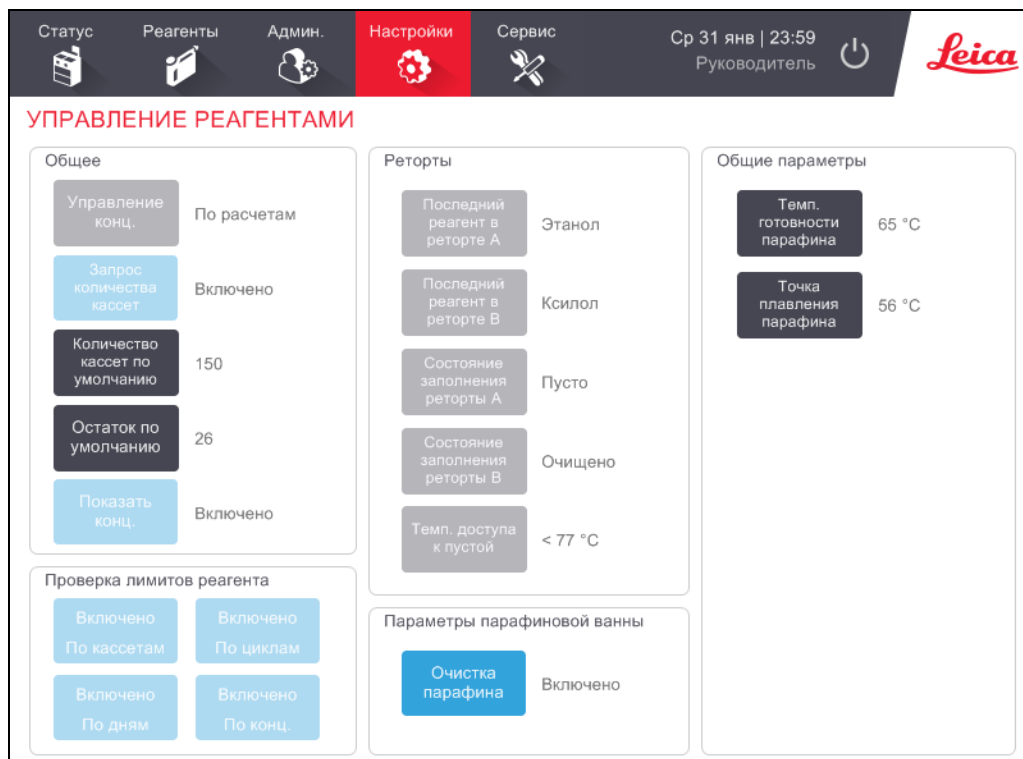 Статус
Реагенты
Админ.
Настройки
Сервис
Ср 31 янв | 23:59
Руководитель
Leica
УПРАВЛЕНИЕ РЕАГЕНТАМИ
Общее
Управление
конц.
По расчетам
Запрос
количества
кассет
Включено
Количество
кассет по
умолчанию
150
Остаток по
умолчанию
26
Показать
конц.
Включено
Проверка лимитов реагента
Включено
По кассетам
Включено
По циклам
Включено
По дням
Включено
По конц.
Реторты
Последний
реагент в
реторте A
Этанол
Последний
реагент в
реторте B
Ксилол
Состояние
заполнения
реторты A
Пусто
Состояние
заполнения
реторты B
Очищено
Темп. доступа
к пустой
< 77 °C
Параметры парафиновой ванны
Очистка
парафина
Включено
Общие параметры
Темп.
готовности
парафина
65 °C
Точка
плавления
парафина
56 °C